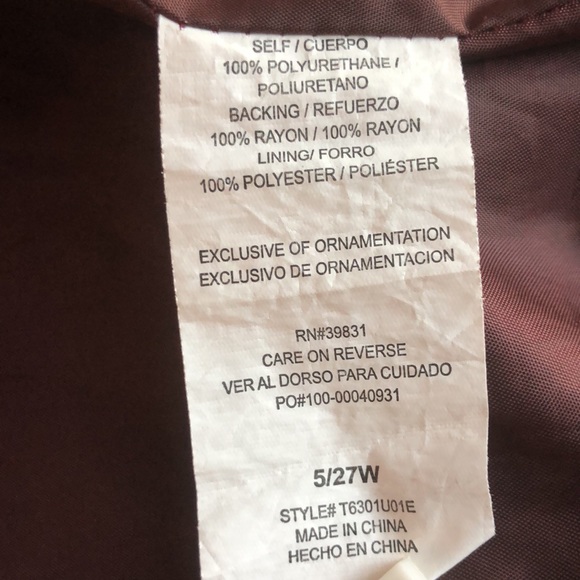 SELF / CUERPO
100% POLYURETHANE /
POLIURETANO
BACKING / REFUERZO
100% RAYON / 100% RAYON
LINING/ FORRO
100% POLYESTER / POLIÉSTER
EXCLUSIVE OF ORNAMENTATION
EXCLUSIVO DE ORNAMENTACION
RN#39831
CARE ON REVERSE
VER AL DORSO PARA CUIDADO
PO#100-00040931
5/27W
STYLE# T6301U01E
MADE IN CHINA
HECHO EN CHINA